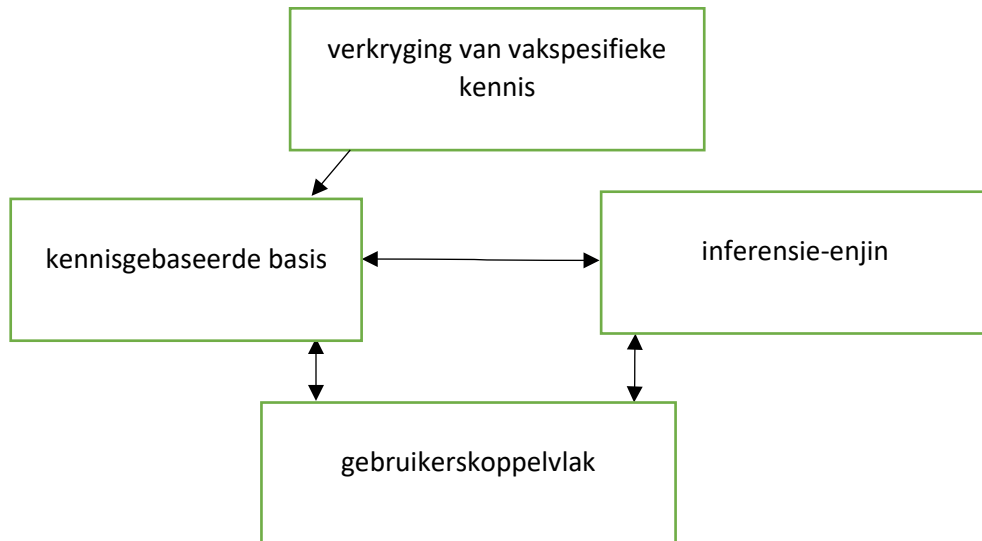 verkryging van vakspesifieke
kennis
kennisgebaseerde basis
inferensie-enjin
gebruikerskoppelvlak